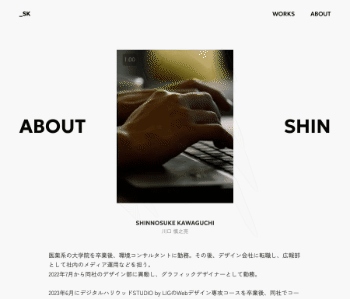 _SK
WORKS ABOUT
1.00
ABOUT
SHIN
SHINNOSUKE KAWAGUCHI
川口 慎之亮
医薬系の大学院を卒業後、環境コンサルタントに勤務。その後、デザイン会社に転職し、広報部
として社内のメディア運用などを担う。
2022年7月から同社のデザイン部に異動し、グラフィックデザイナーとして勤務。
2023年6月にデジタルハリウッドSTUDIO by LIGのWebデザイン専攻コースを卒業後、同社でコー